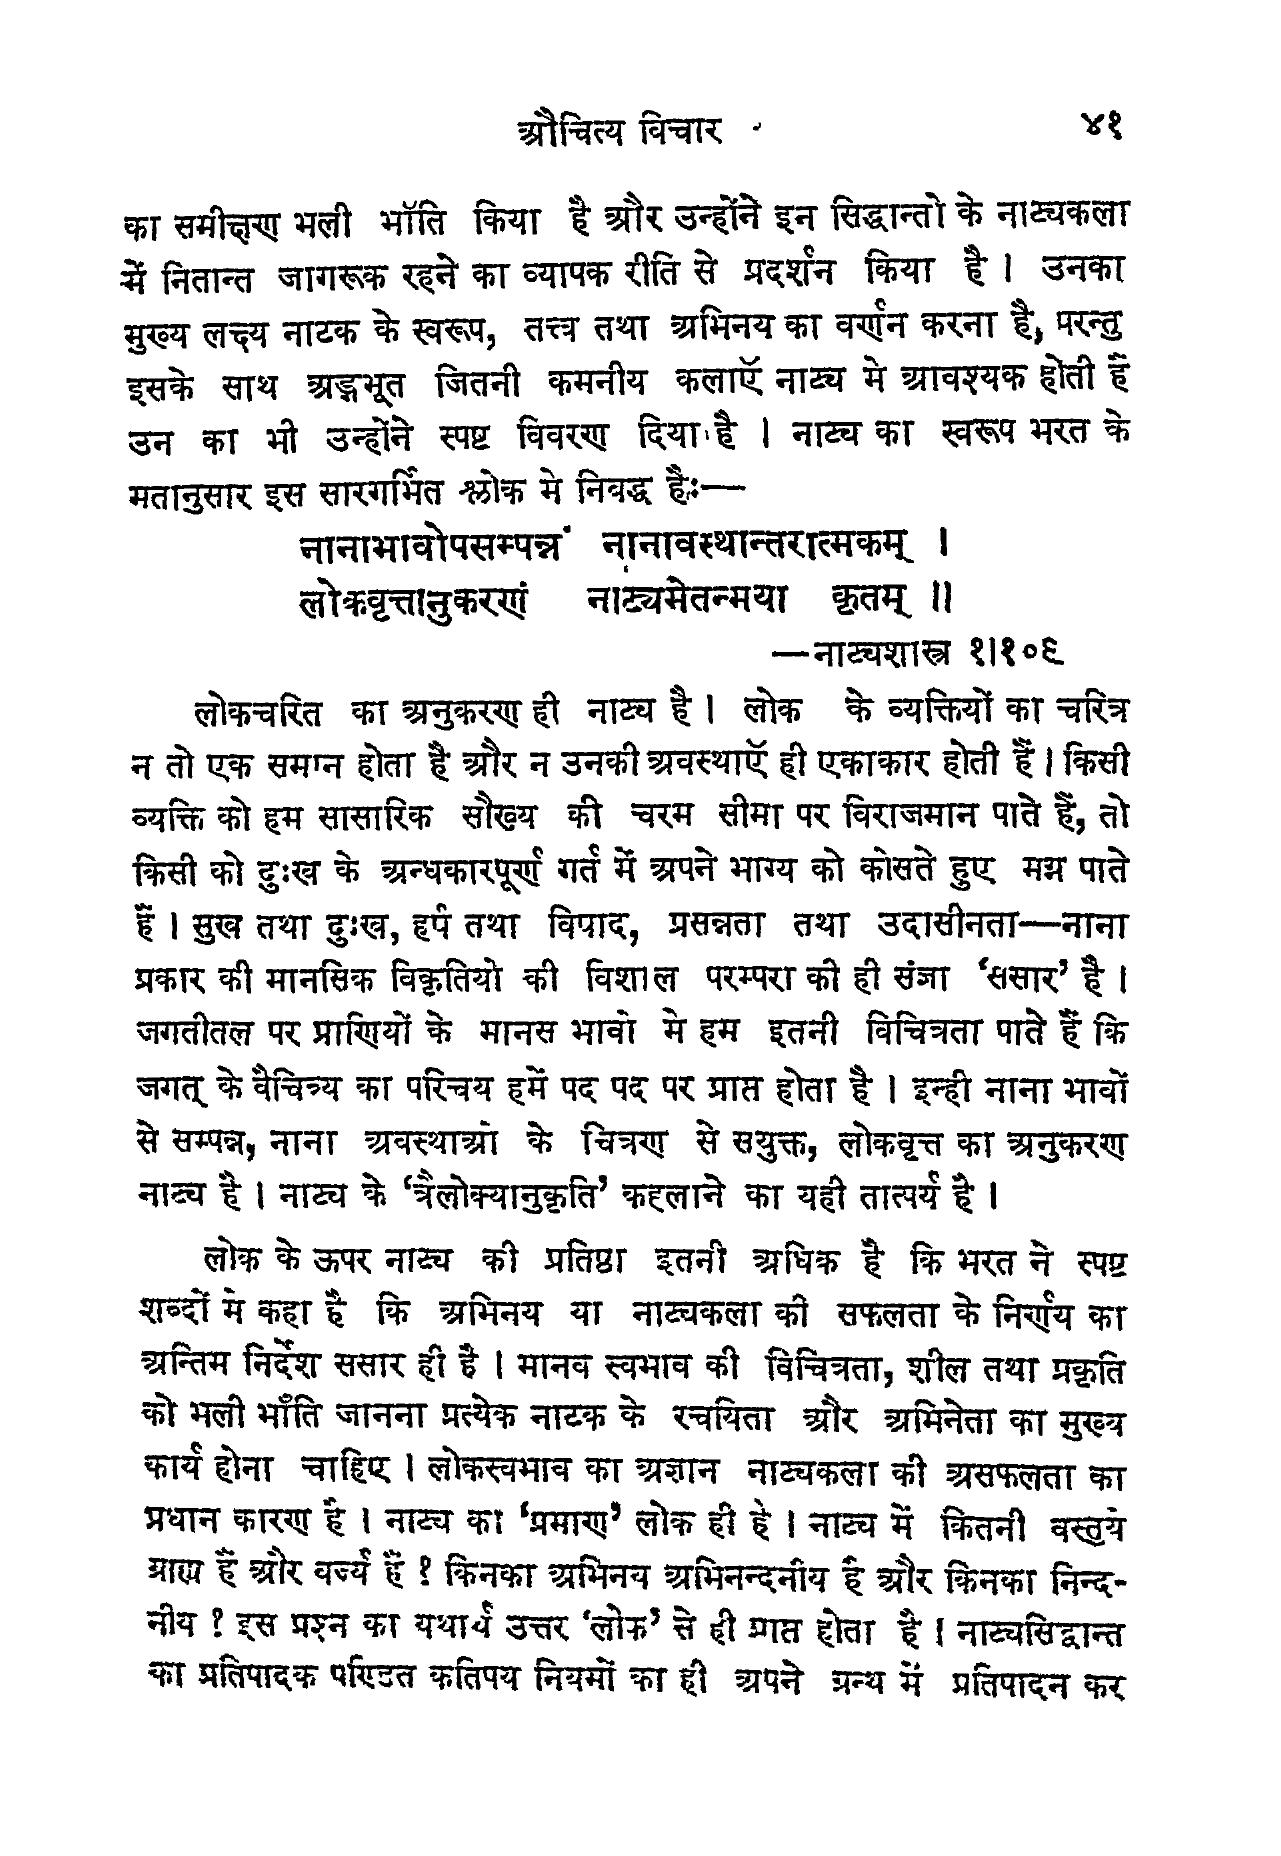 औचित्य विचार ४१
का समीक्षण भली भॉति किया है और उन्होंने इन सिद्धान्तो के नाट्यकला
में नितान्त जागरूक रहने का व्यापक रीति से प्रदर्शन किया है । उनका
मुख्य लक्ष्य नाटक के स्वरूप, तत्त्व तथा अभिनय का वर्णन करना है, परन्तु
इसके साथ अङ्गभूत जितनी कमनीय कलाऍ नाट्य मे आवश्यक होती हैं
उन का भी उन्होंने स्पष्ट विवरण दिया है । नाट्य का स्वरूप भरत के
मतानुसार इस सारगर्भित श्लोक मे निबद्ध हैः—
नानाभावोपसम्पन्नं नानावस्थान्तरात्मकम् ।
लोकवृत्तानुकरणं नाट्यमेतन्मया कृतम् ॥
—नाट्यशास्त्र १।१०९
लोकचरित का अनुकरण ही नाट्य है । लोक के व्यक्तियों का चरित्र
न तो एक समान होता है और न उनकी अवस्थाऍ ही एकाकार होती हैं । किसी
व्यक्ति को हम सासारिक सौख्य की चरम सीमा पर विराजमान पाते हैं, तो
किसी को दुःख के अन्धकारपूर्ण गर्त में अपने भाग्य को कोसते हुए मग्न पाते
हैं । सुख तथा दुःख, हर्ष तथा विषाद, प्रसन्नता तथा उदासीनता—नाना
प्रकार की मानसिक विकृतियो की विशाल परम्परा की ही संज्ञा ‘ससार’ है ।
जगतीतल पर प्राणियों के मानस भावो मे हम इतनी विचित्रता पाते हैं कि
जगत् के वैचित्र्य का परिचय हमें पद पद पर प्राप्त होता है । इन्ही नाना भावों
से सम्पन्न, नाना अवस्थाओ के चित्रण से सयुक्त, लोकवृत्त का अनुकरण
नाट्य है । नाट्य के ‘त्रैलोक्यानुकृति’ कहलाने का यही तात्पर्य है ।
लोक के ऊपर नाट्य की प्रतिष्ठा इतनी अधिक है कि भरत ने स्पष्ट
शब्दों मे कहा है कि अभिनय या नाट्यकला की सफलता के निर्णय का
अन्तिम निर्देश ससार ही है । मानव स्वभाव की विचित्रता, शील तथा प्रकृति
को भली भाँति जानना प्रत्येक नाटक के रचयिता और अभिनेता का मुख्य
कार्य होना चाहिए । लोकस्वभाव का अज्ञान नाट्यकला की असफलता का
प्रधान कारण है । नाट्य का ‘प्रमाण’ लोक ही है । नाट्य में कितनी वस्तुये
ग्राह्य हैं और वर्ज्य हैं ? किनका अभिनय अभिनन्दनीय है और किनका निन्द-
नीय ? इस प्रश्न का यथार्थ उत्तर ‘लोक’ से ही प्राप्त होता है । नाट्यसिद्वान्त
का प्रतिपादक पण्डित कतिपय नियमों का ही अपने ग्रन्थ में प्रतिपादन कर